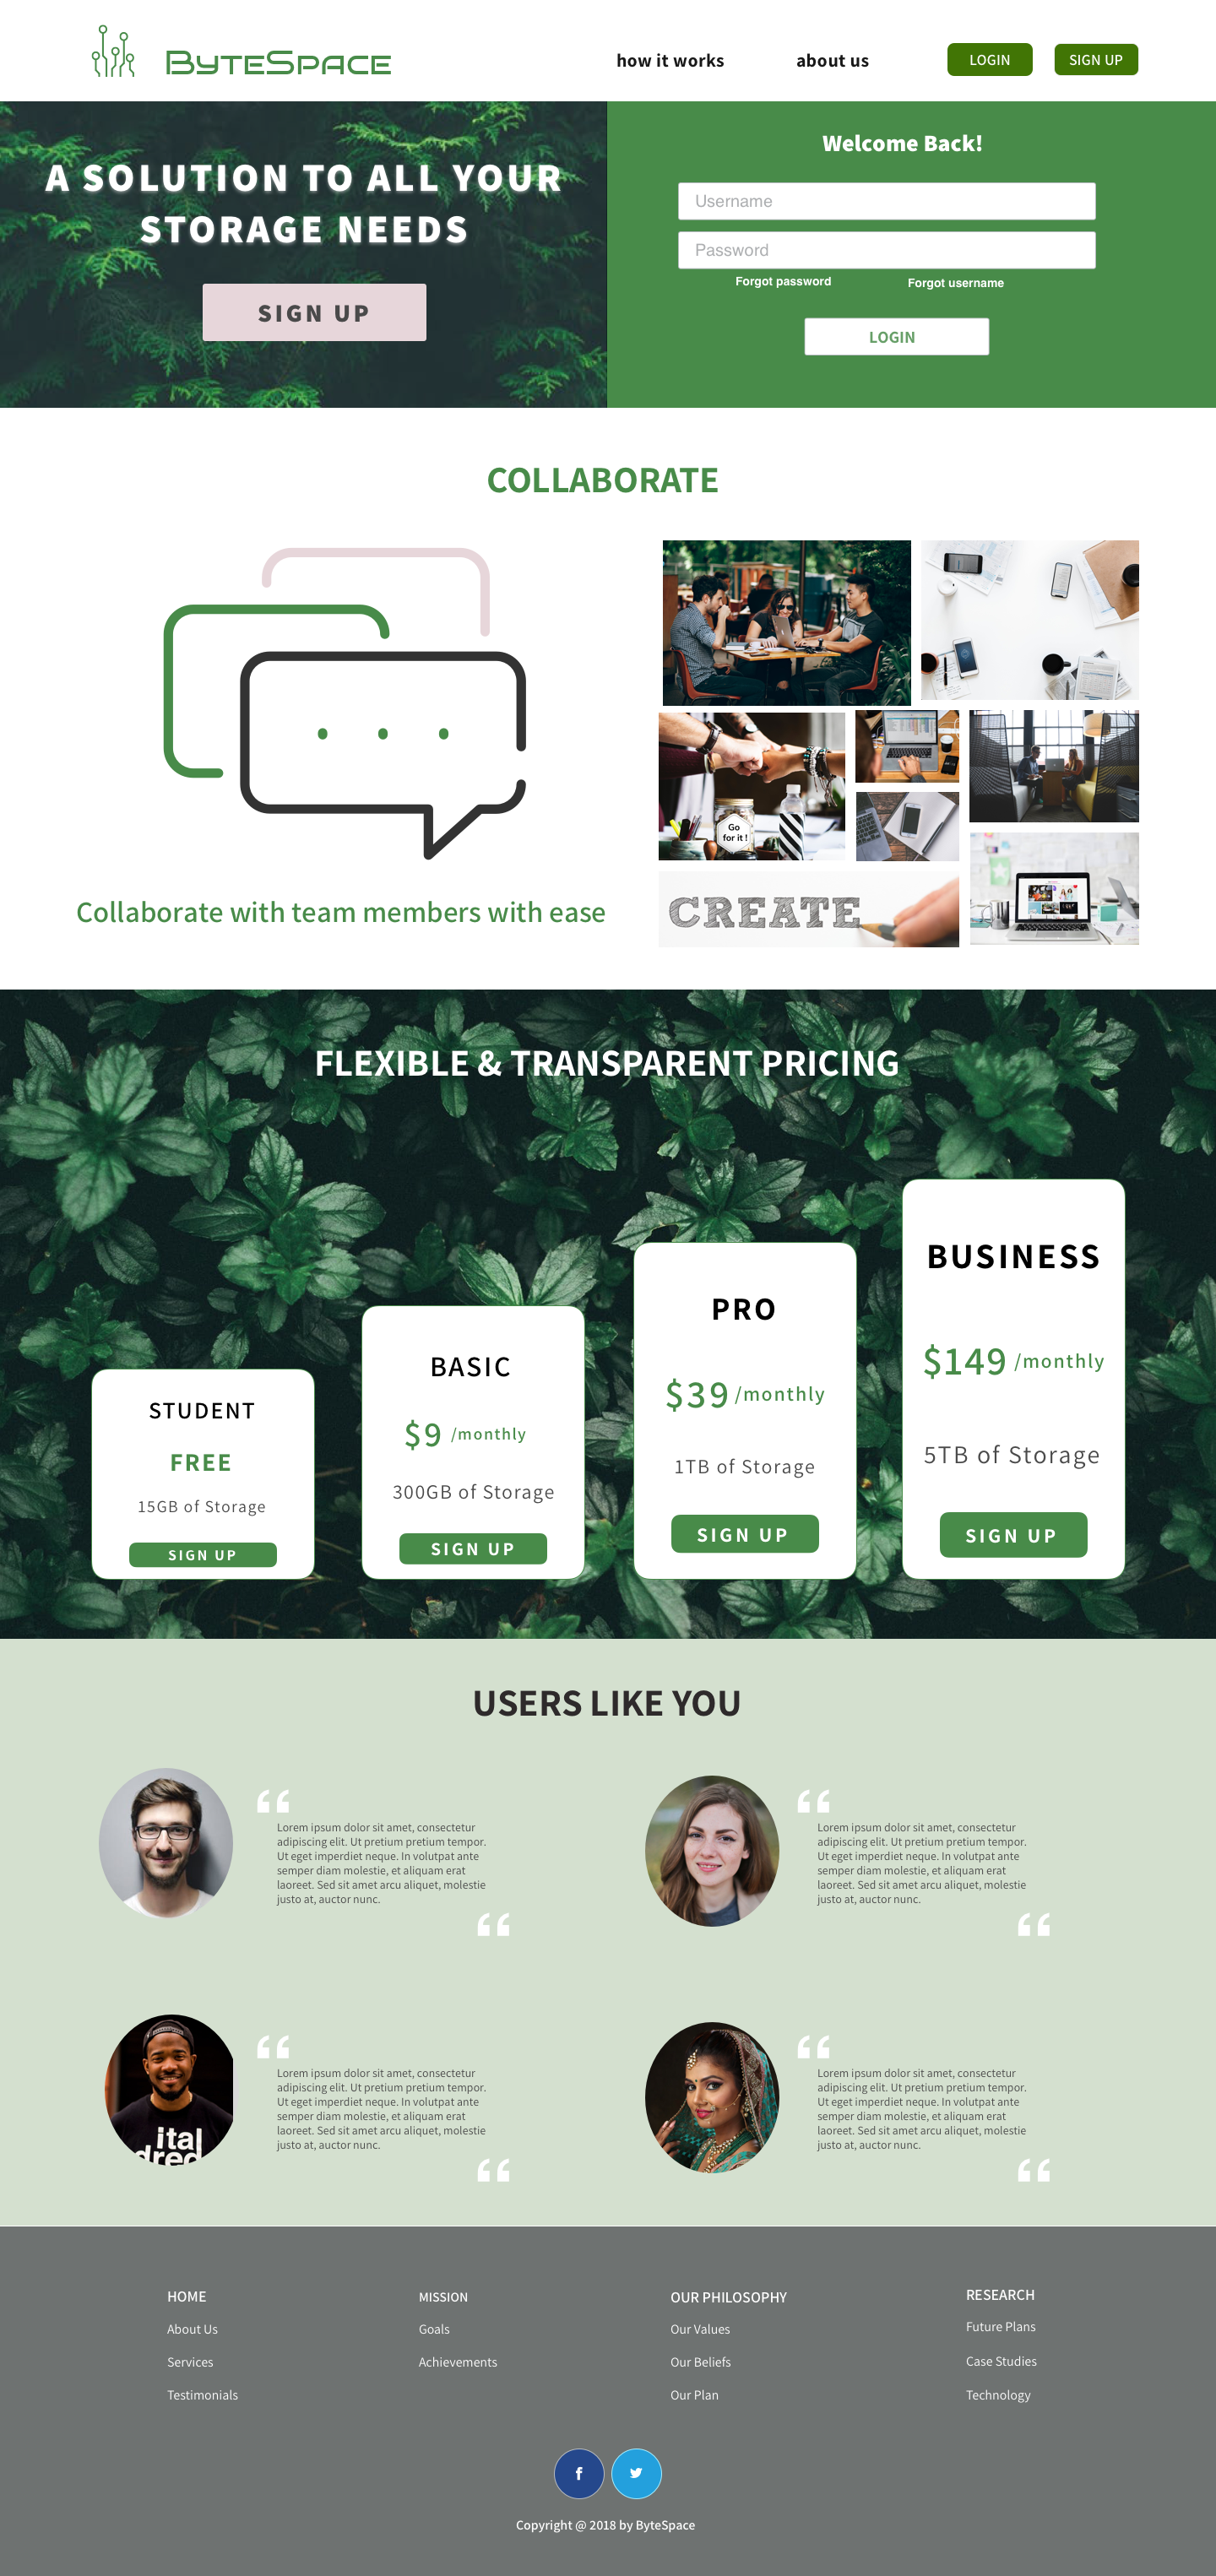 ByteSpace
how it works
about us
LOGIN
SIGN UP
A SOLUTION TO ALL YOUR
STORAGE NEEDS
SIGN UP
Welcome Back!
Username
Password
Forgot password
Forgot username
LOGIN
COLLABORATE
Collaborate with team members with ease
Go
for it !
CREATE
FLEXIBLE & TRANSPARENT PRICING
STUDENT
FREE
15GB of Storage
SIGN UP
BASIC
$9 /monthly
300GB of Storage
SIGN UP
PRO
$39 /monthly
1TB of Storage
SIGN UP
BUSINESS
$149 /monthly
5TB of Storage
SIGN UP
USERS LIKE YOU
Lorem ipsum dolor sit amet, consectetur
adipiscing elit. Ut pretium pretium tempor.
Ut eget imperdiet neque. In volutpat ante
semper diam molestie, et aliquam erat
laoreet. Sed sit amet arcu aliquet, molestie
justo at, auctor nunc.
Lorem ipsum dolor sit amet, consectetur
adipiscing elit. Ut pretium pretium tempor.
Ut eget imperdiet neque. In volutpat ante
semper diam molestie, et aliquam erat
laoreet. Sed sit amet arcu aliquet, molestie
justo at, auctor nunc.
ital
dred
Lorem ipsum dolor sit amet, consectetur
adipiscing elit. Ut pretium pretium tempor.
Ut eget imperdiet neque. In volutpat ante
semper diam molestie, et aliquam erat
laoreet. Sed sit amet arcu aliquet, molestie
justo at, auctor nunc.
Lorem ipsum dolor sit amet, consectetur
adipiscing elit. Ut pretium pretium tempor.
Ut eget imperdiet neque. In volutpat ante
semper diam molestie, et aliquam erat
laoreet. Sed sit amet arcu aliquet, molestie
justo at, auctor nunc.
HOME
About Us
Services
Testimonials
MISSION
Goals
Achievements
OUR PHILOSOPHY
Our Values
Our Beliefs
Our Plan
RESEARCH
Future Plans
Case Studies
Technology
Copyright @ 2018 by ByteSpace